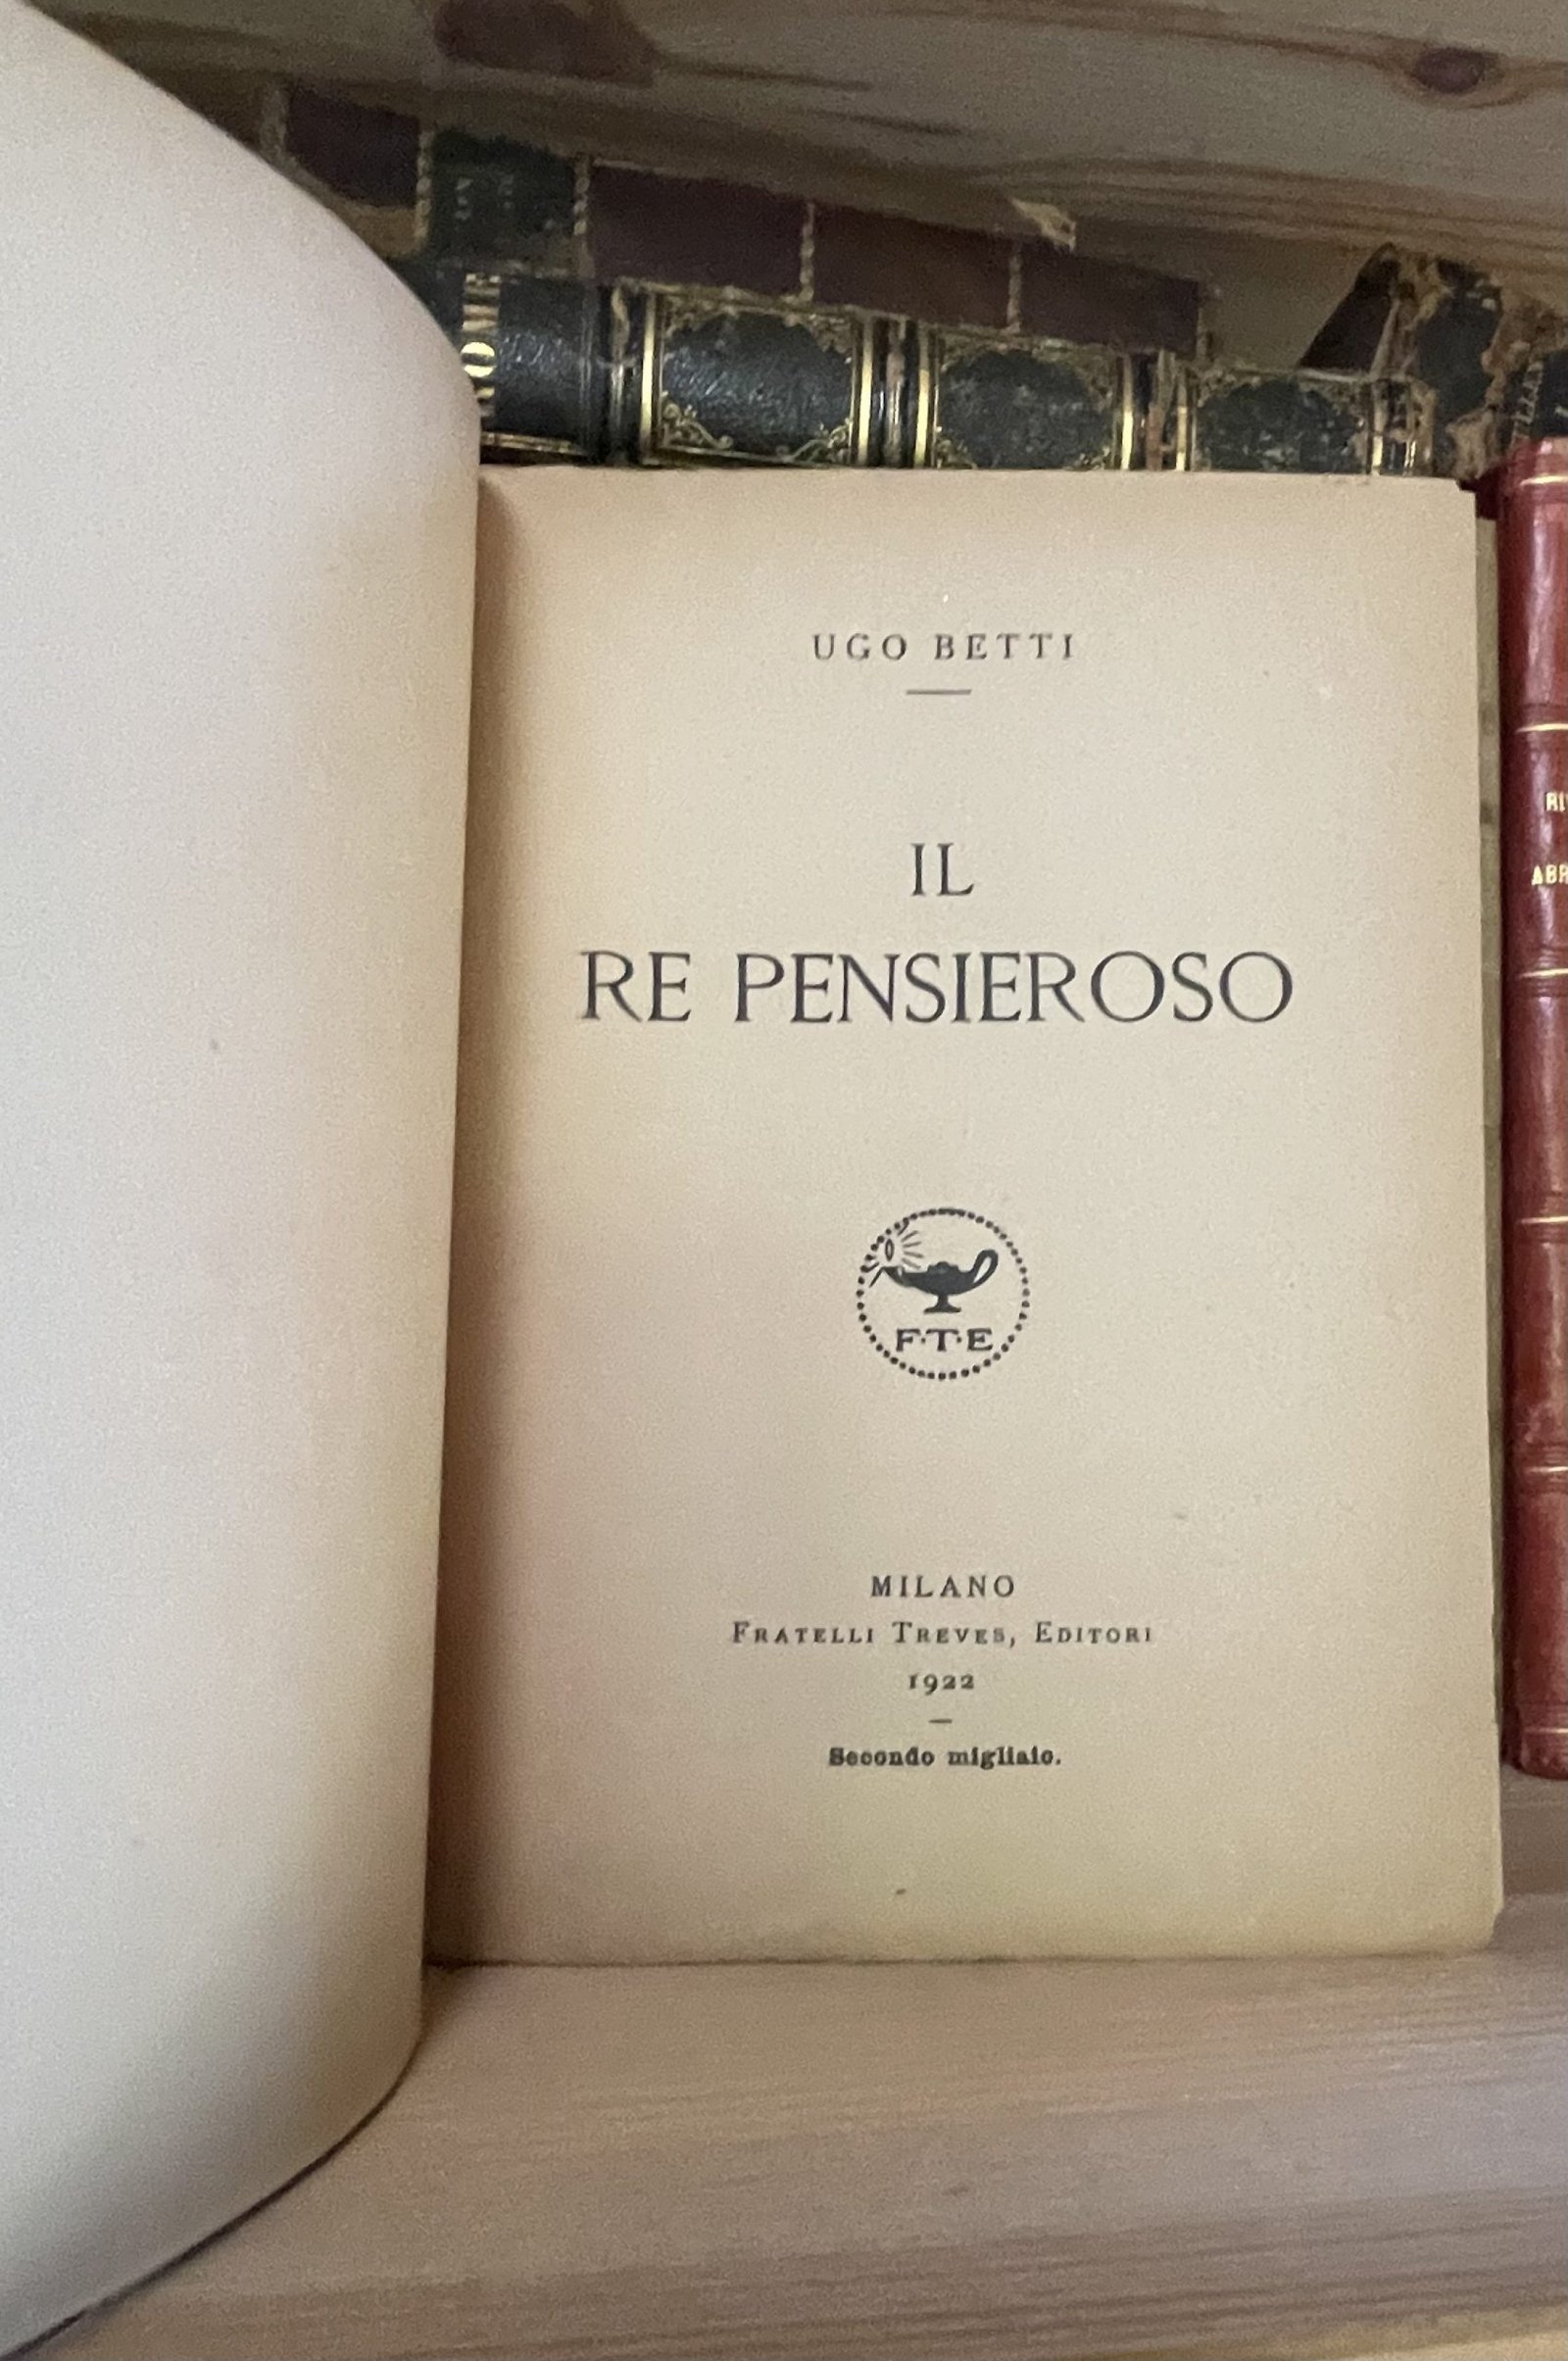 UGO BETTI
IL
RE PENSIEROSO
F·T·E
MILANO
FRATELLI TREVES, EDITORI
1922
Secondo migliaio.